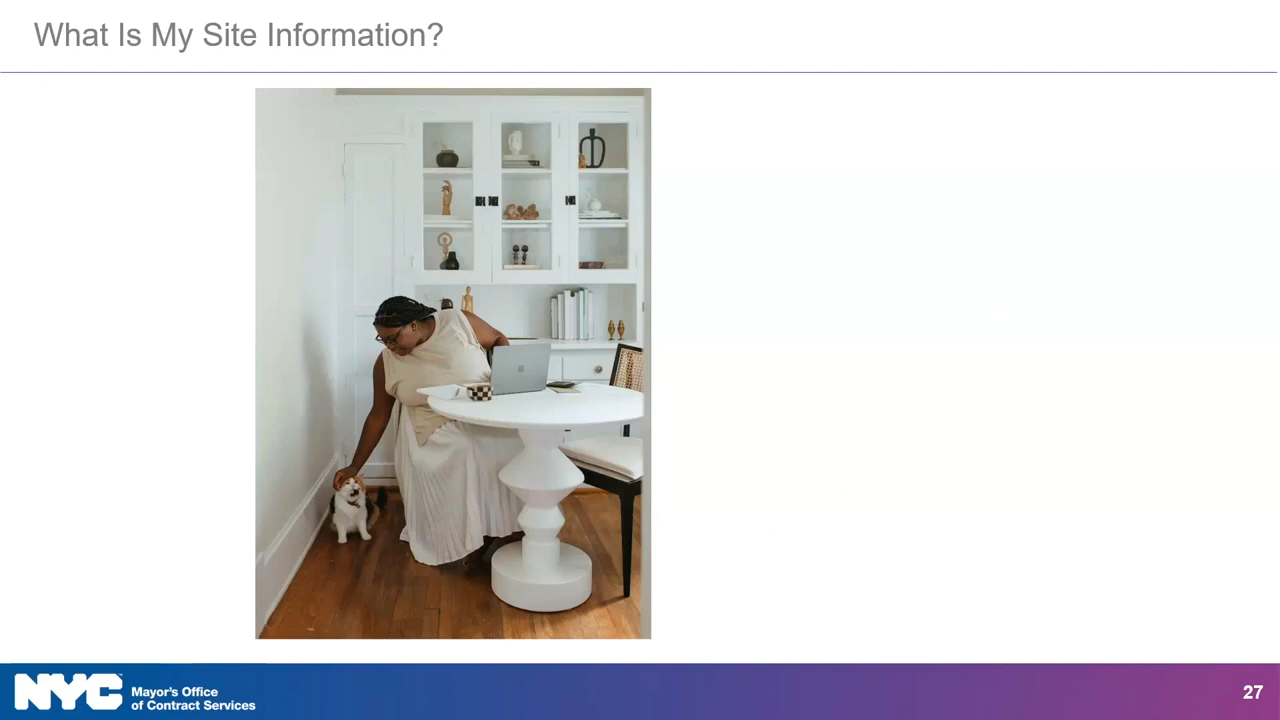 What Is My Site Information?
NYC
Mayor's Office
of Contract Services
27